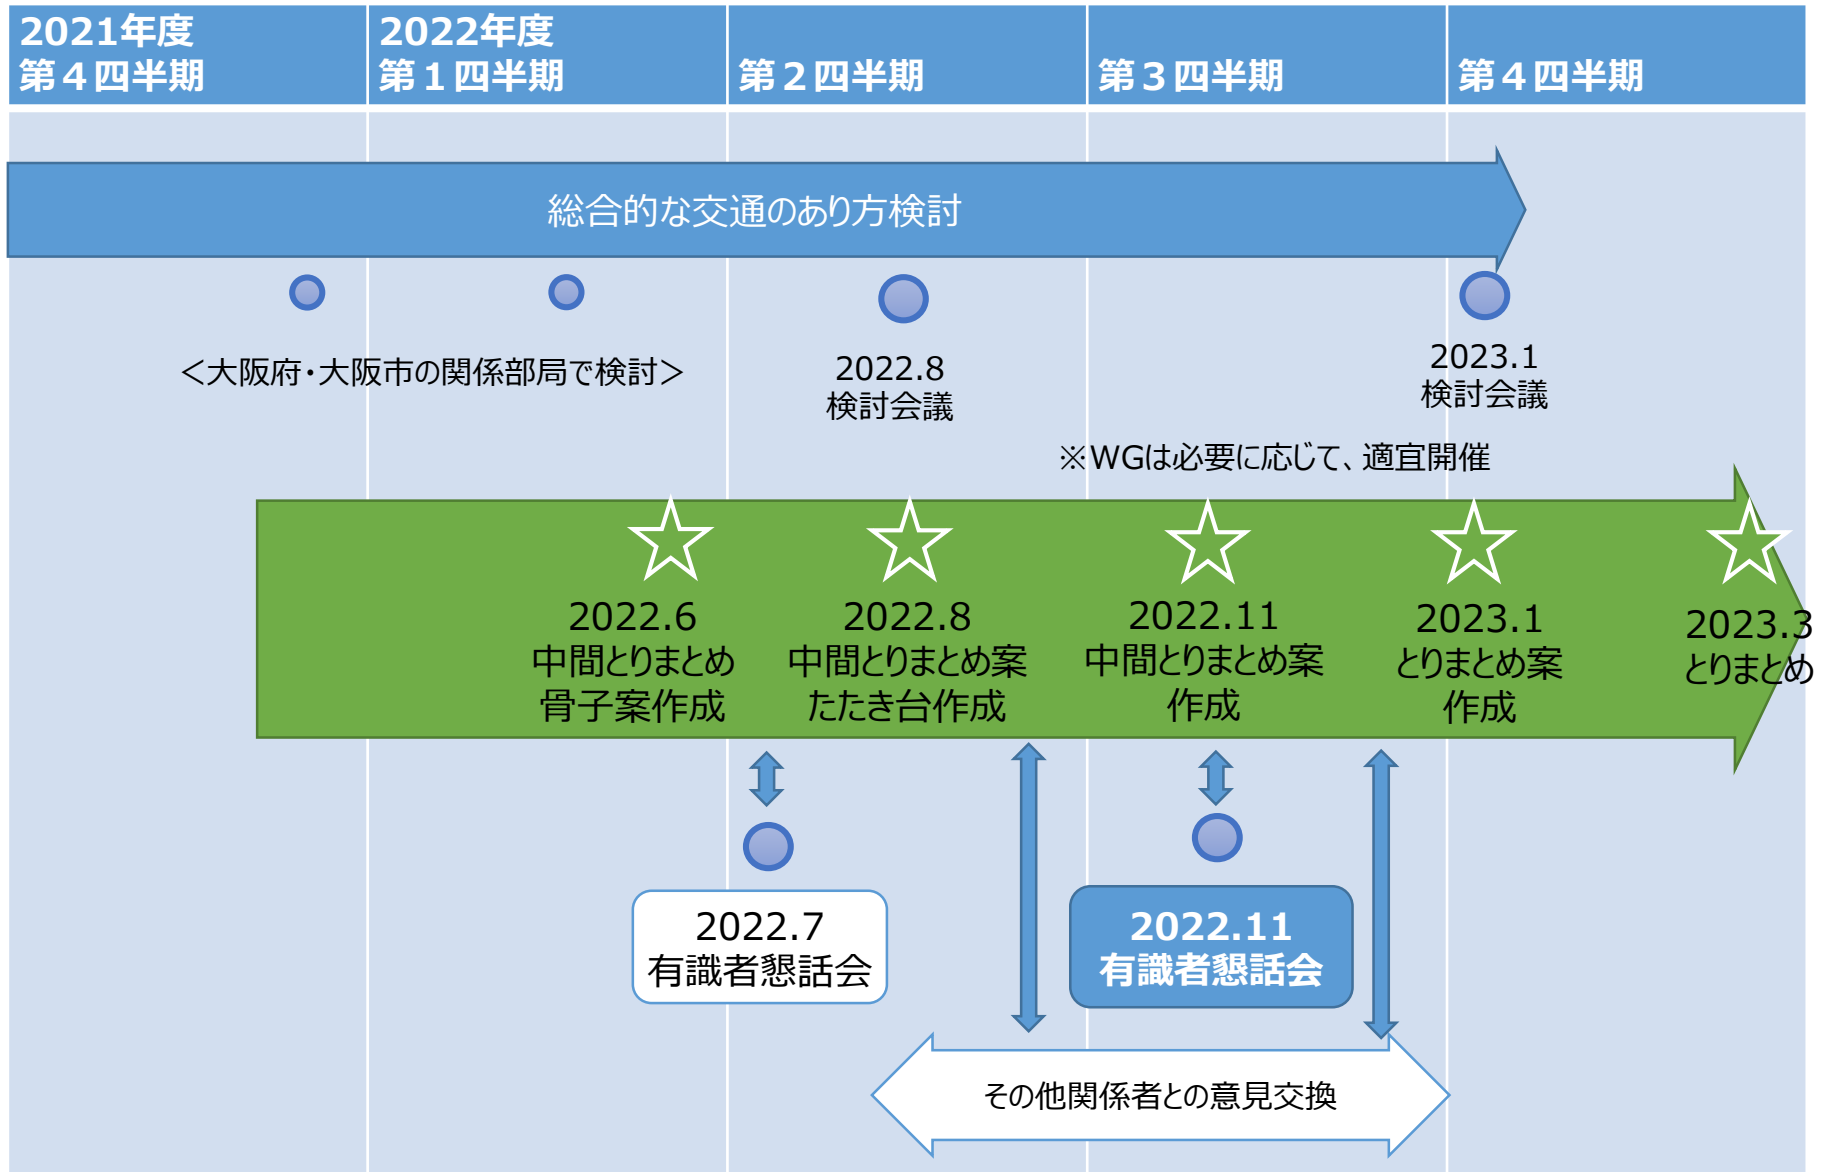 2021年度
第４四半期
2022年度
第１四半期
第２四半期
第３四半期
第４四半期
総合的な交通のあり方検討
＜大阪府・大阪市の関係部局で検討＞
2022.8
検討会議
2023.1
検討会議
※WGは必要に応じて、適宜開催
2022.6
中間とりまとめ
骨子案作成
2022.8
中間とりまとめ案
たたき台作成
2022.11
中間とりまとめ案
作成
2023.1
とりまとめ案
作成
2023.3
とりまとめ
2022.7
有識者懇話会
2022.11
有識者懇話会
その他関係者との意見交換